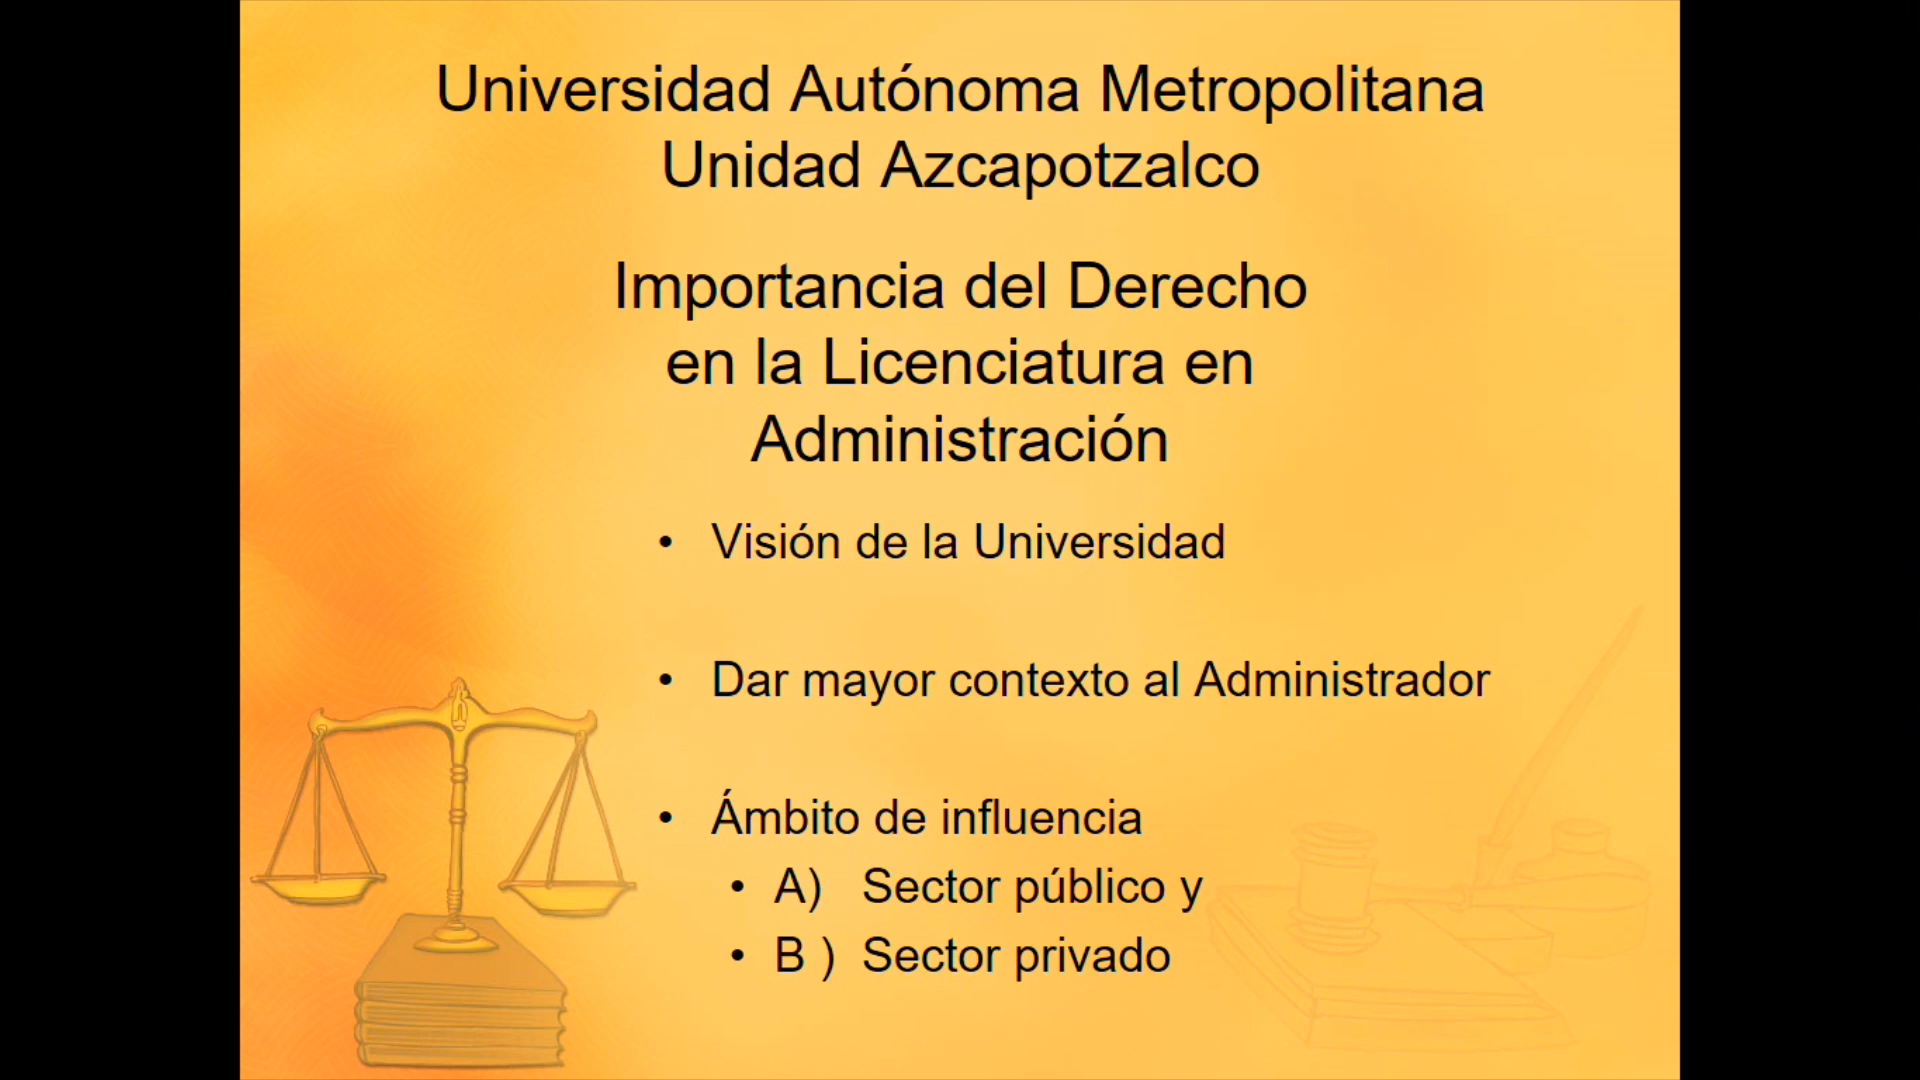 Universidad Autónoma Metropolitana
Unidad Azcapotzalco
Importancia del Derecho
en la Licenciatura en
Administración
• Visión de la Universidad
• Dar mayor contexto al Administrador
• Ámbito de influencia
• A) Sector público y
• B ) Sector privado